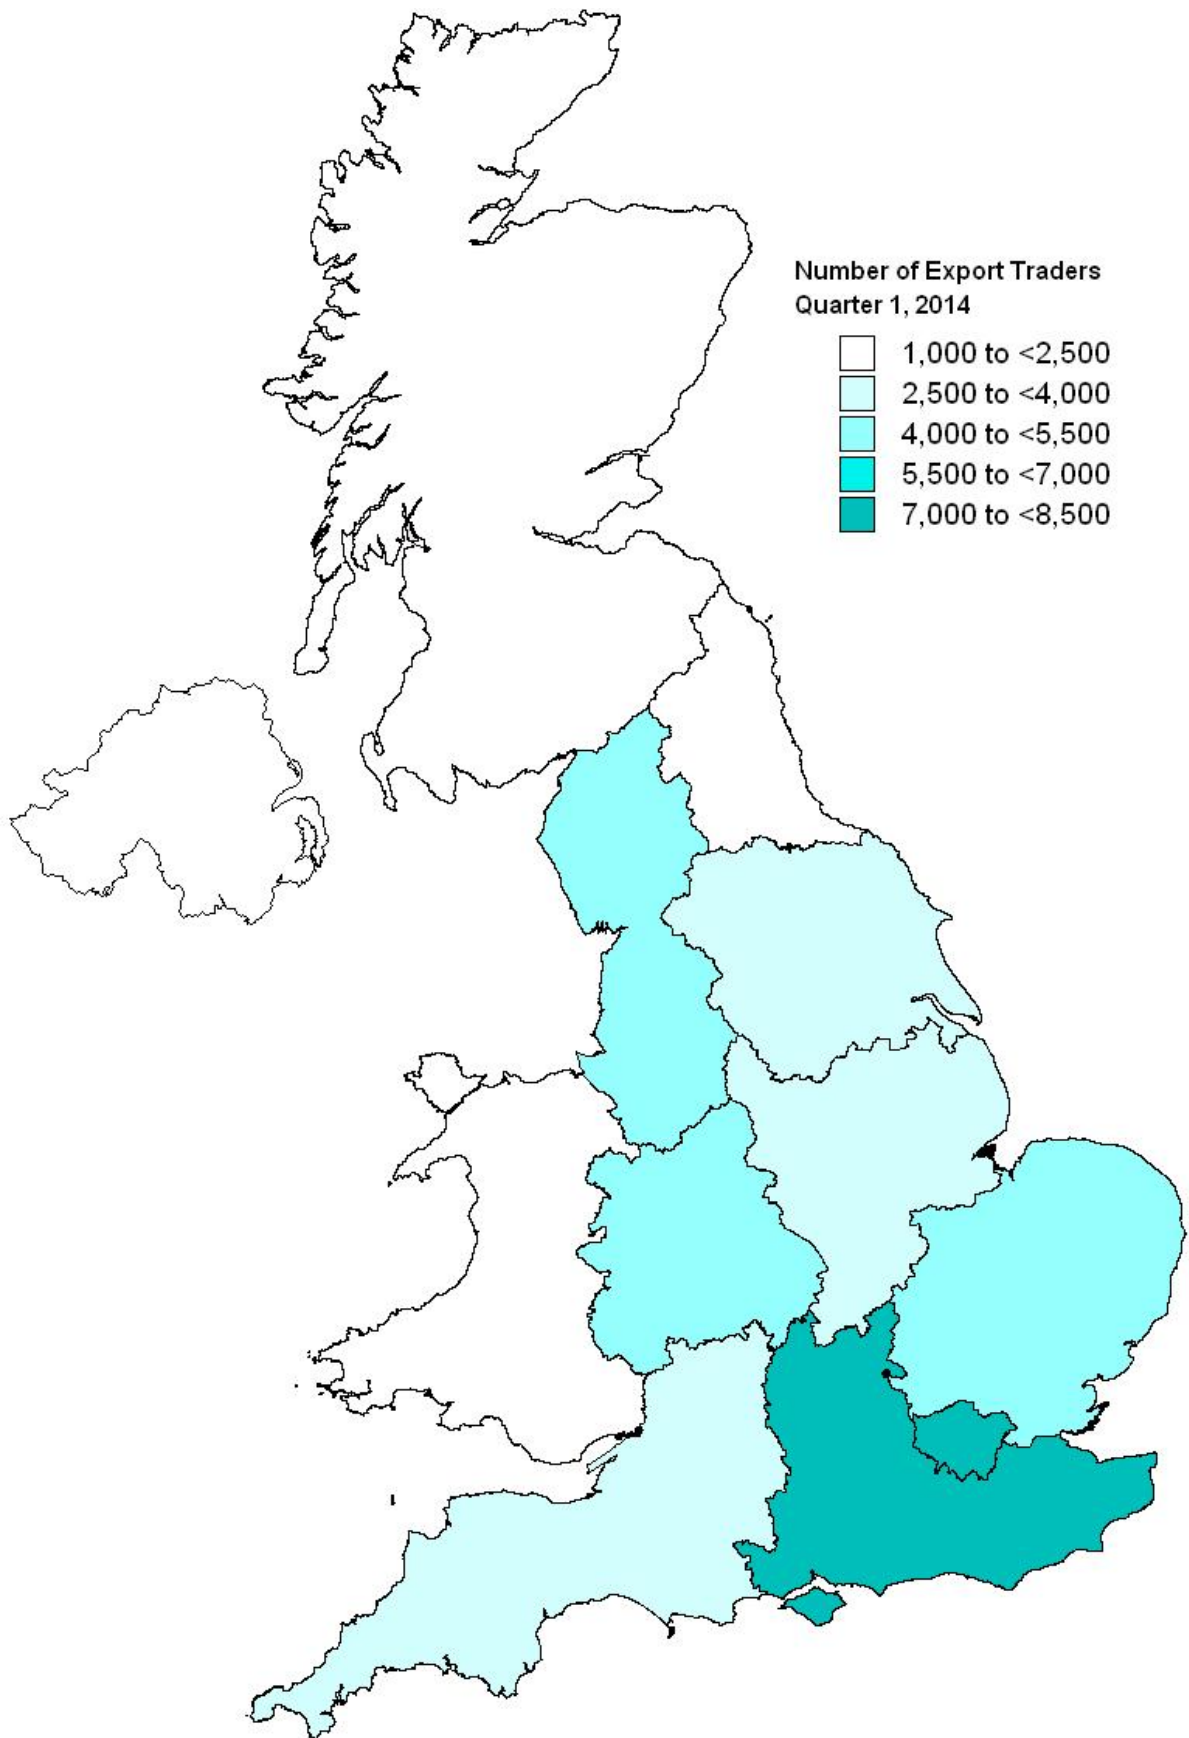 Number of Export Traders
Quarter 1, 2014
1,000 to <2,500
2,500 to <4,000
4,000 to <5,500
5,500 to <7,000
7,000 to <8,500